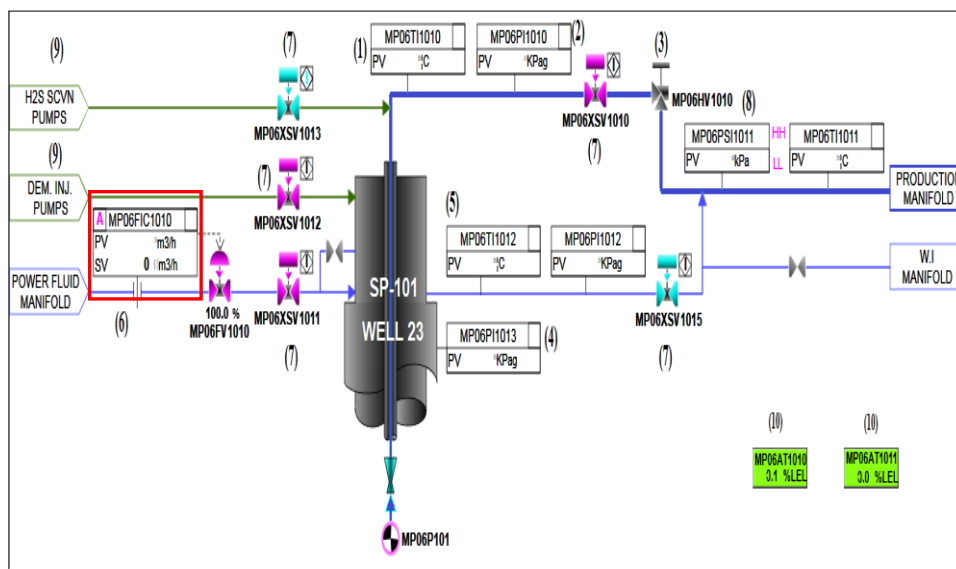 (9)
(7)
(1)
MP06TI1010
PV °C
MP06PI1010
PV KPag
(2)
(3)
H2S SCVN
PUMPS
MP06XSV1013
MP06XSV1010
(7)
MP06HV1010
(8)
MP06PSI1011
PV kPa
HH
LL
MP06TI1011
PV °C
(9)
DEM. INJ.
PUMPS
(7)
MP06XSV1012
PRODUCTION
MANIFOLD
A MP06FIC1010
PV m3/h
SV 0 m3/h
(5)
MP06TI1012
PV °C
MP06PI1012
PV KPag
POWER FLUID
MANIFOLD
(6)
100.0 %
MP06FV1010
MP06XSV1011
(7)
SP-101
WELL 23
MP06XSV1015
(7)
W.I
MANIFOLD
MP06PI1013
PV KPag
(4)
(10)
(10)
MP06AT1010
0.1 %LEL
MP06AT1011
0.0 %LEL
MP06P101